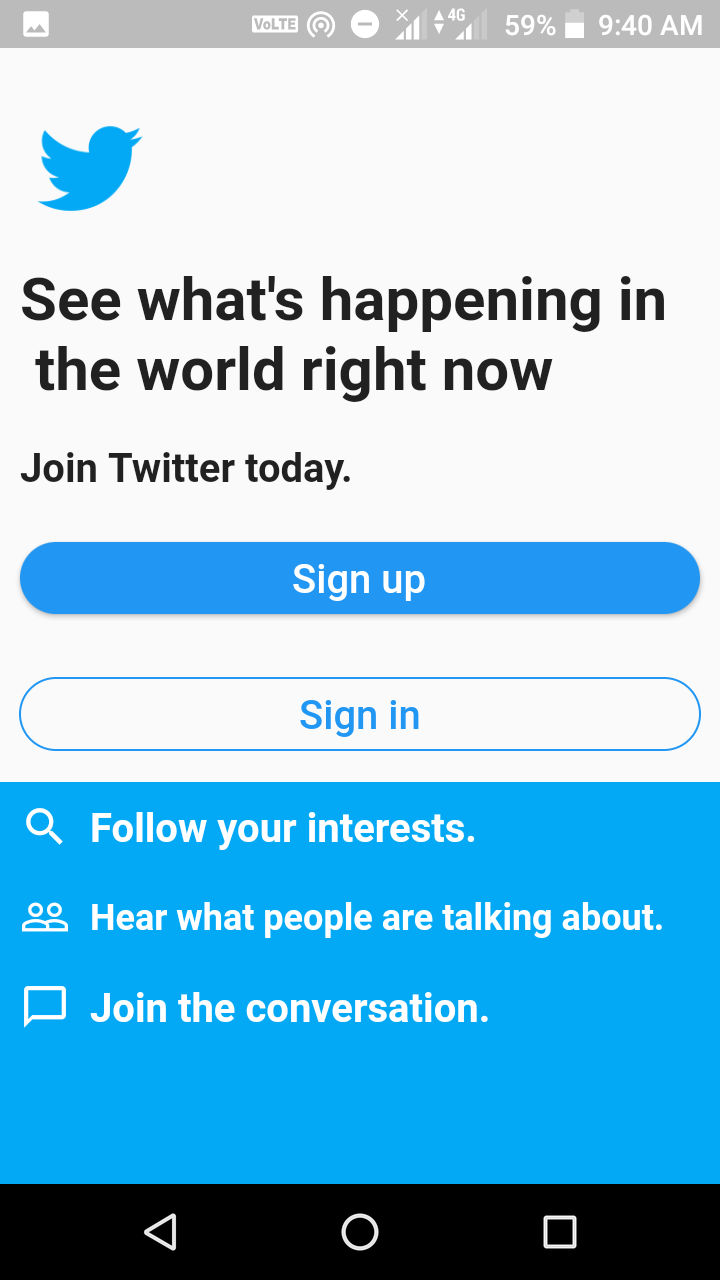 VoLTE 4G 59% 9:40 AM
See what's happening in
the world right now
Join Twitter today.
Sign up
Sign in
Follow your interests.
Hear what people are talking about.
Join the conversation.